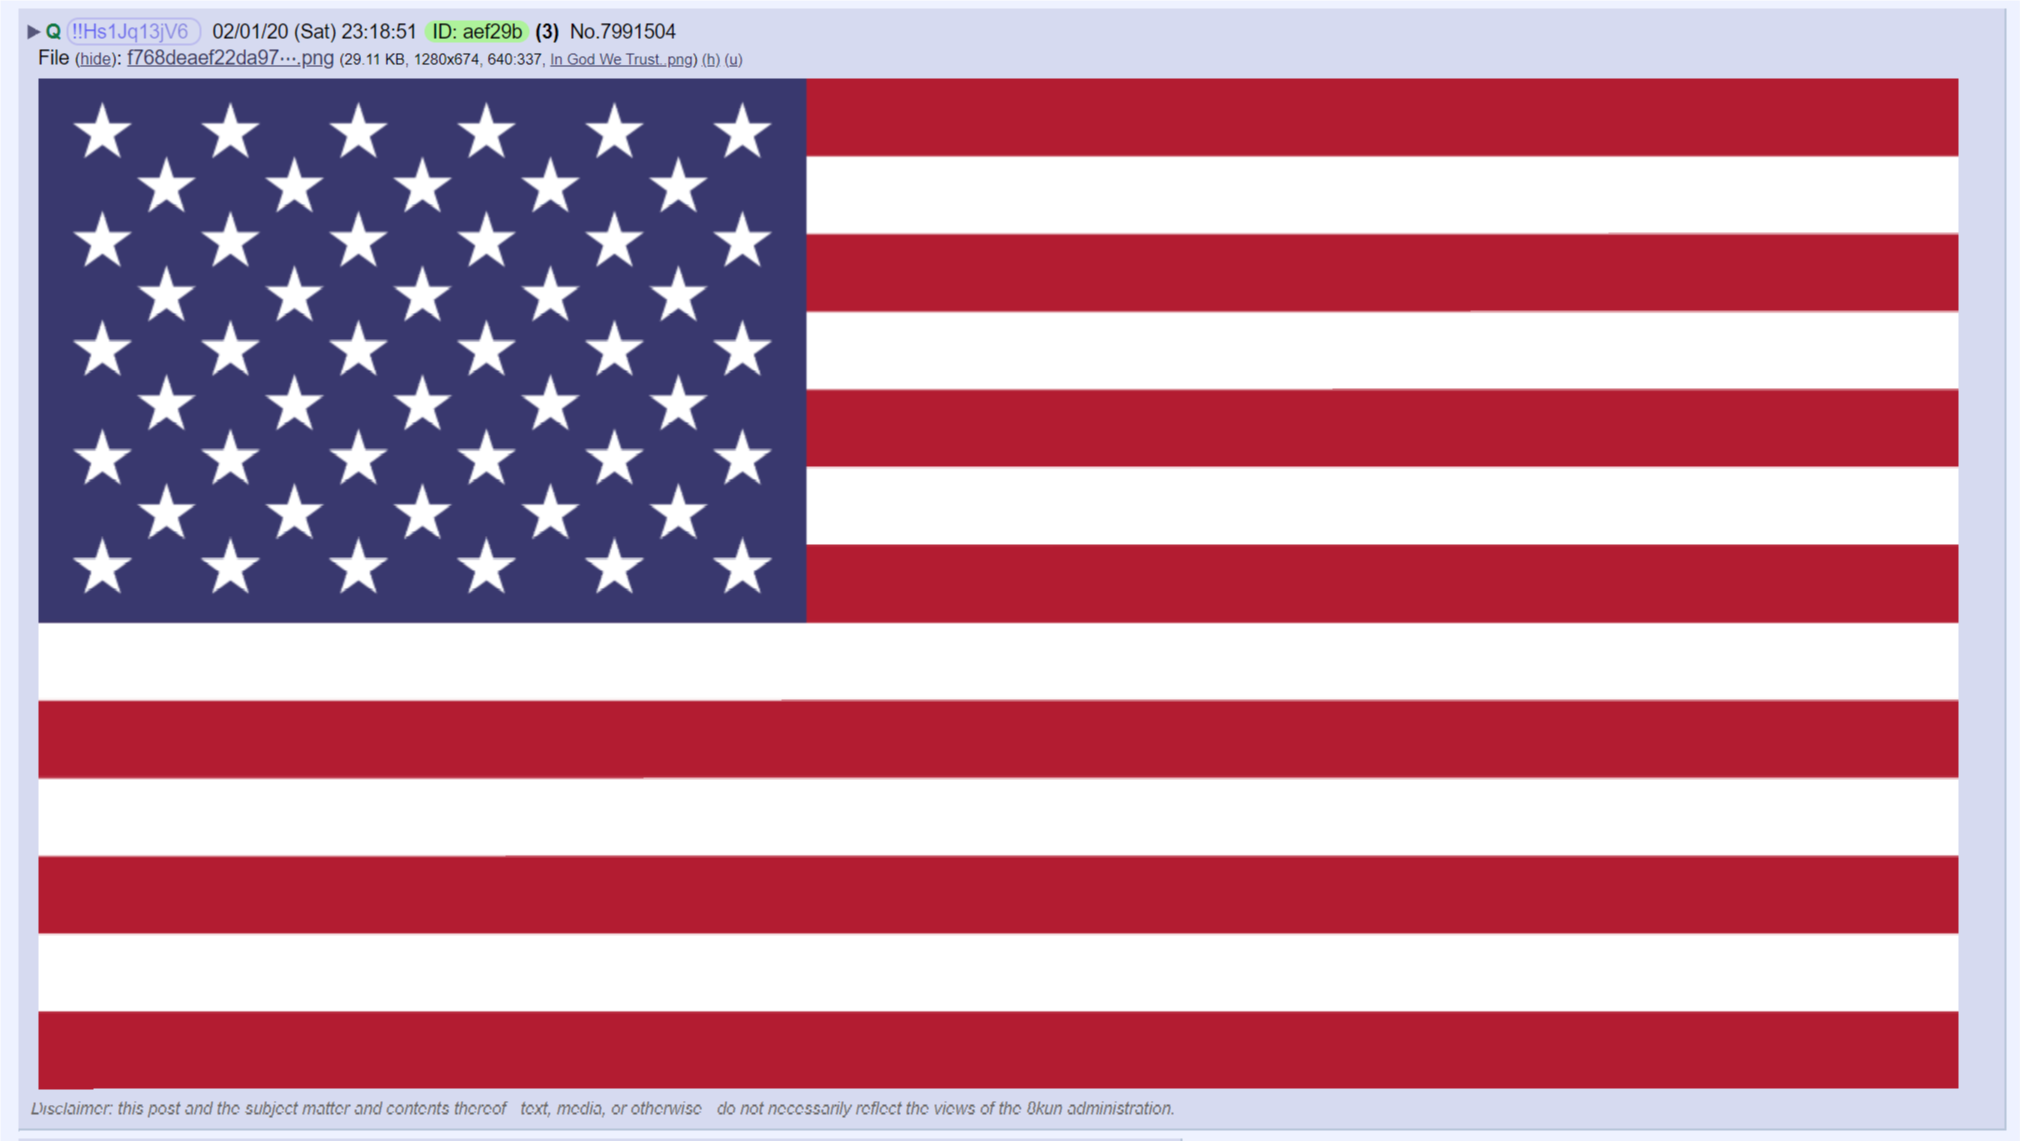 ▶ Q !!Hs1Jq13jV6 02/01/20 (Sat) 23:18:51 ID: aef29b (3) No.7991504
File (hide): f768deaef22da97···.png (29.11 KB, 1280x674, 640:337, In God We Trust..png) (h) (u)
Disclaimer: this post and the subject matter and contents thereof text, media, or otherwise do not necessarily reflect the views of the 8kun administration.